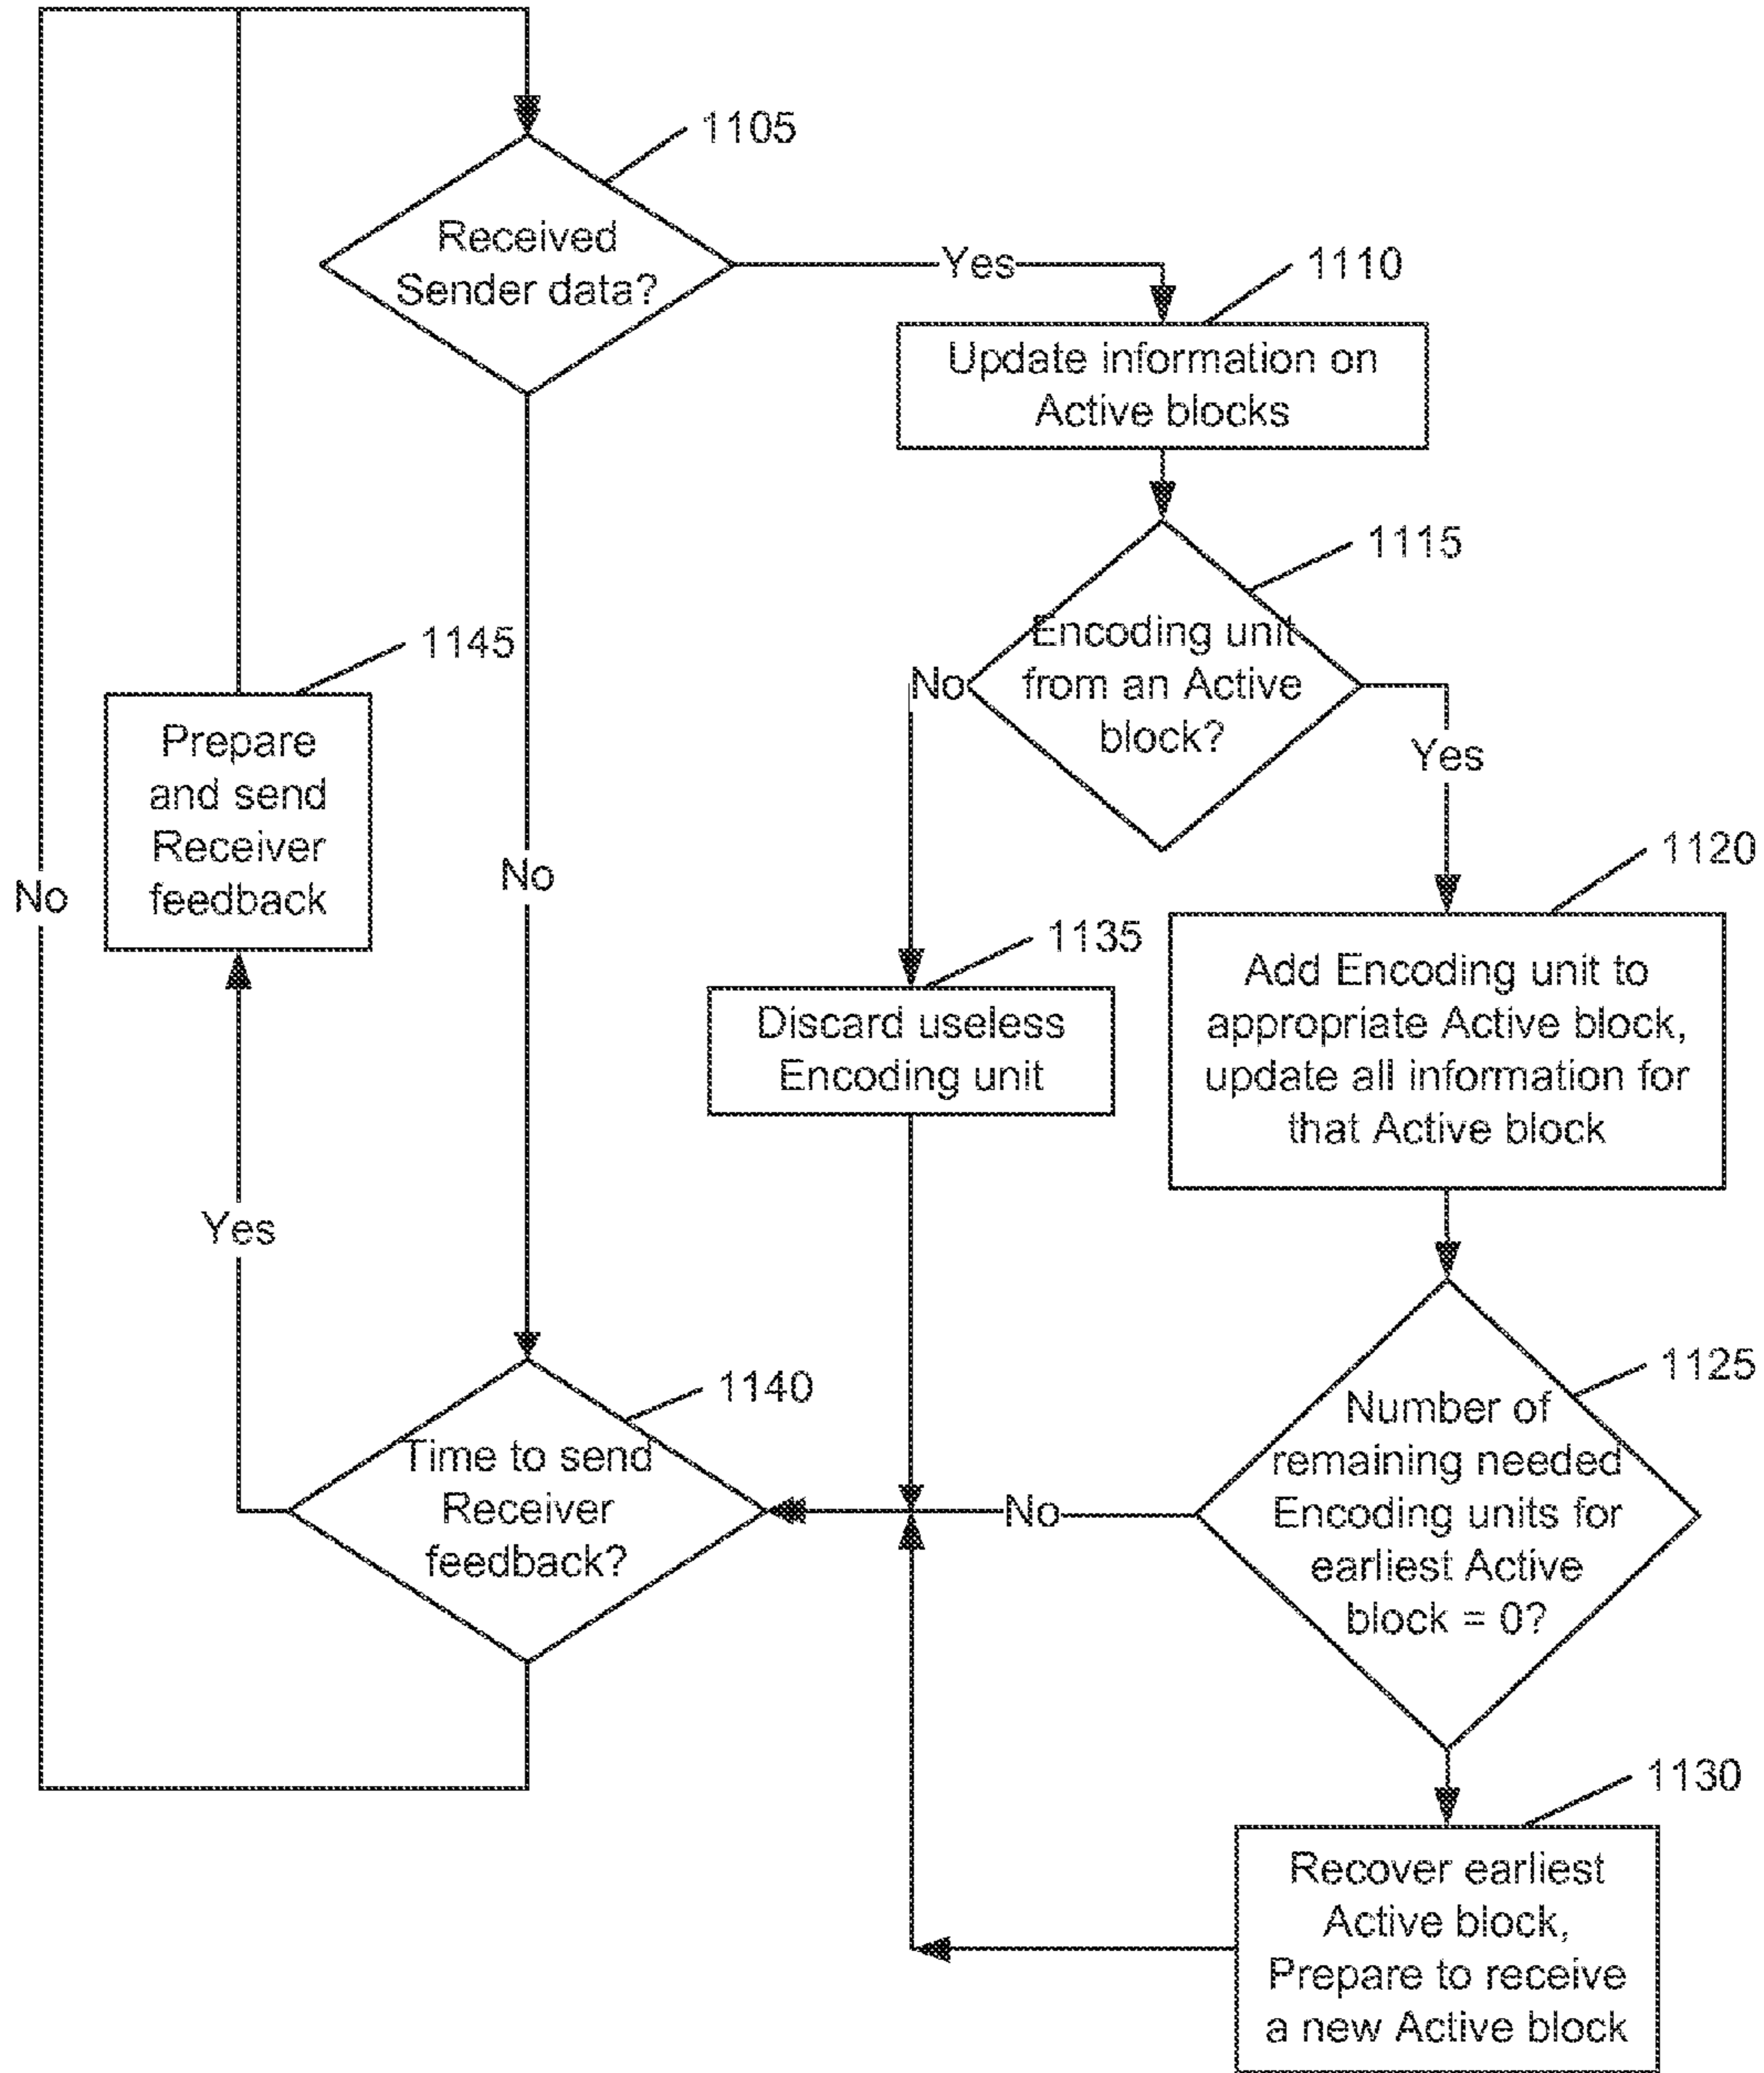 1105
Received
Sender data?
Yes
1110
Update information on
Active blocks
1115
Encoding unit
from an Active
block?
No
Yes
1145
Prepare
and send
Receiver
feedback
No
No
1120
Add Encoding unit to
appropriate Active block,
update all information for
that Active block
1135
Discard useless
Encoding unit
Yes
1140
Time to send
Receiver
feedback?
1125
Number of
remaining needed
Encoding units for
earliest Active
block = 0?
No
1130
Recover earliest
Active block,
Prepare to receive
a new Active block